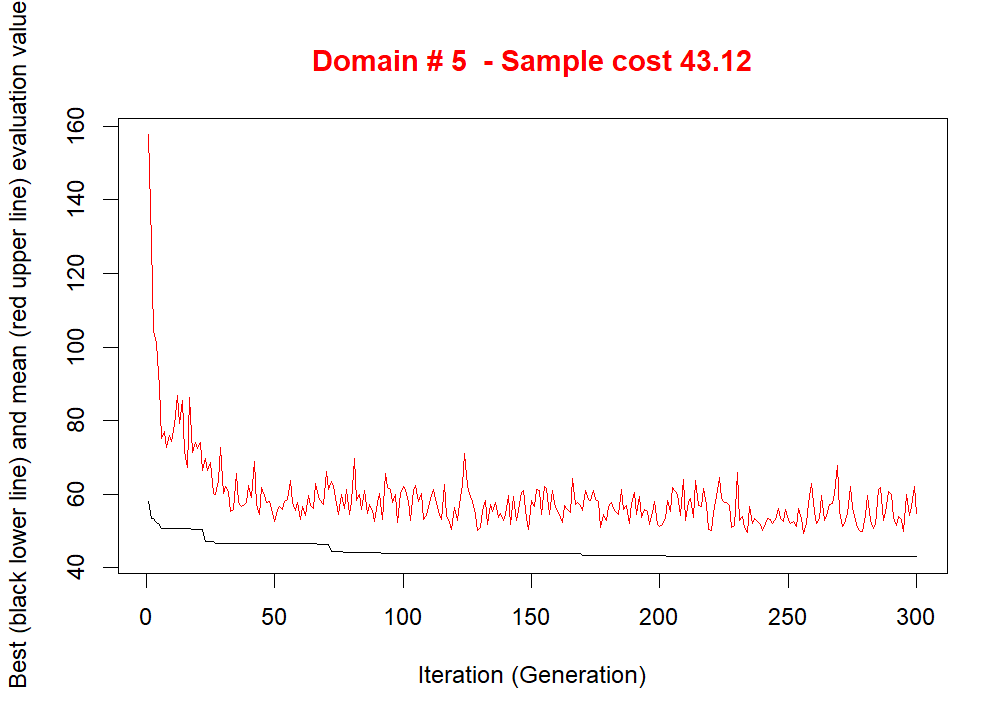 Domain # 5  - Sample cost 43.12
Best (black lower line) and mean (red upper line) evaluation value
160
140
120
100
80
60
40
0 50 100 150 200 250 300
Iteration (Generation)